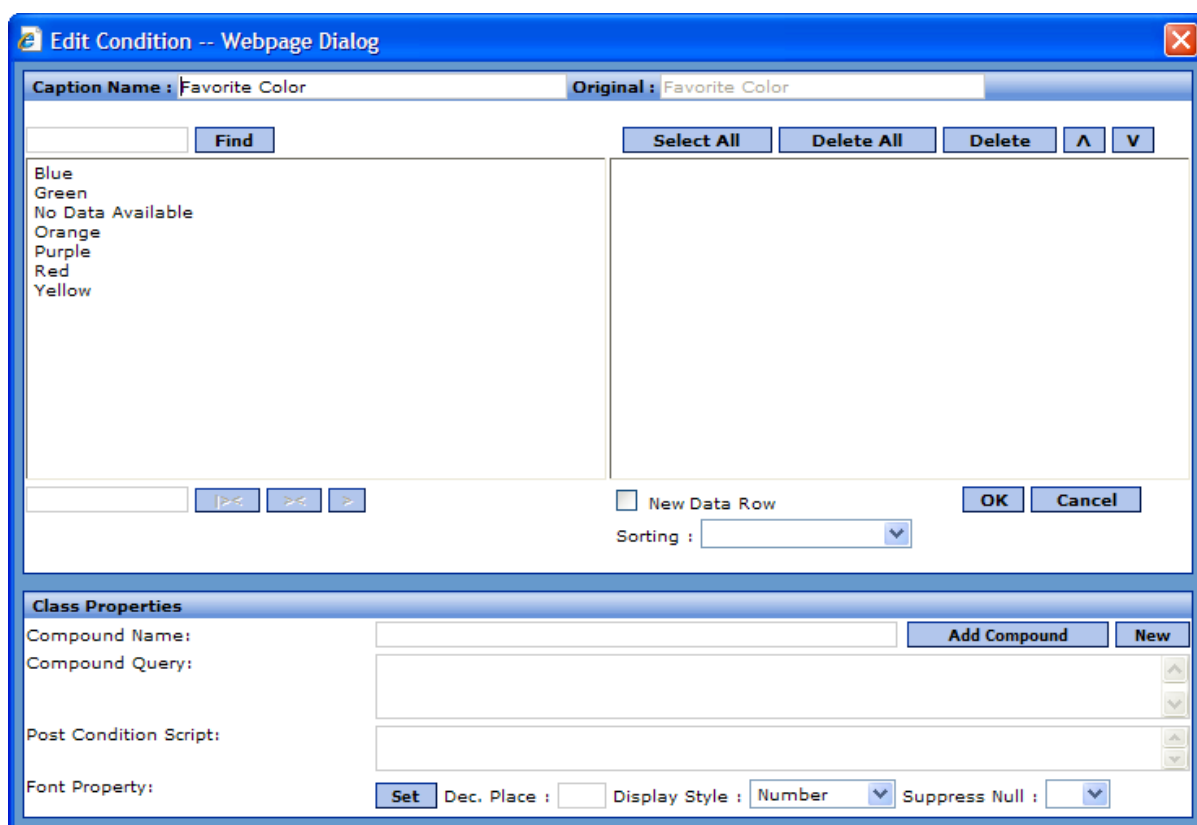 Edit Condition -- Webpage Dialog
Caption Name : Favorite Color Original : Favorite Color
Find Select All Delete All Delete Λ V
Blue
Green
No Data Available
Orange
Purple
Red
Yellow
|>< >< > New Data Row OK Cancel
Sorting :
Class Properties
Compound Name: Add Compound New
Compound Query:
Post Condition Script:
Font Property: Set Dec. Place : Display Style : Number Suppress Null :